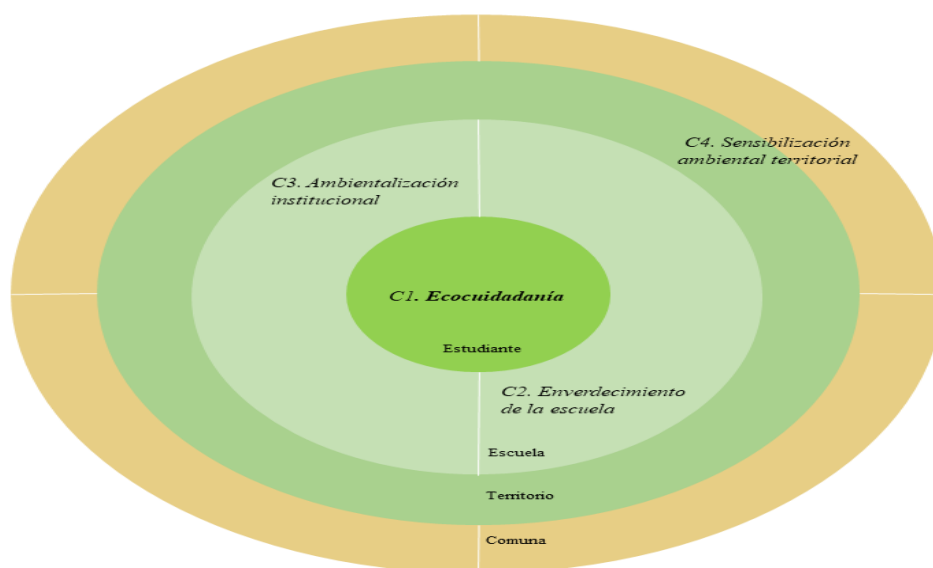 C4. Sensibilización
ambiental territorial
C3. Ambientalización
institucional
C1. Ecocuidadanía
Estudiante
C2. Enverdecimiento
de la escuela
Escuela
Territorio
Comuna